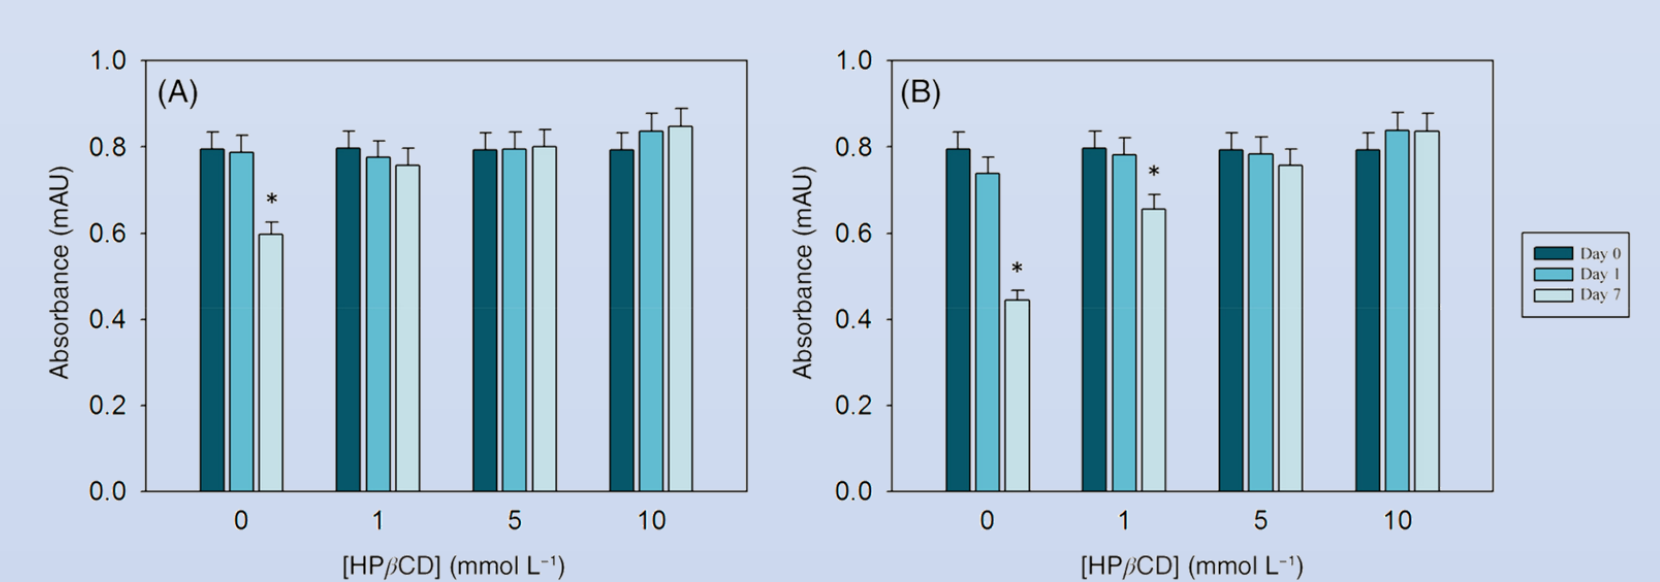 (A)
1.0
0.8
0.6
0.4
0.2
0.0
Absorbance (mAU)
*
0 1 5 10
[HPβCD] (mmol L⁻¹)
(B)
1.0
0.8
0.6
0.4
0.2
0.0
Absorbance (mAU)
*
*
0 1 5 10
[HPβCD] (mmol L⁻¹)
Day 0
Day 1
Day 7